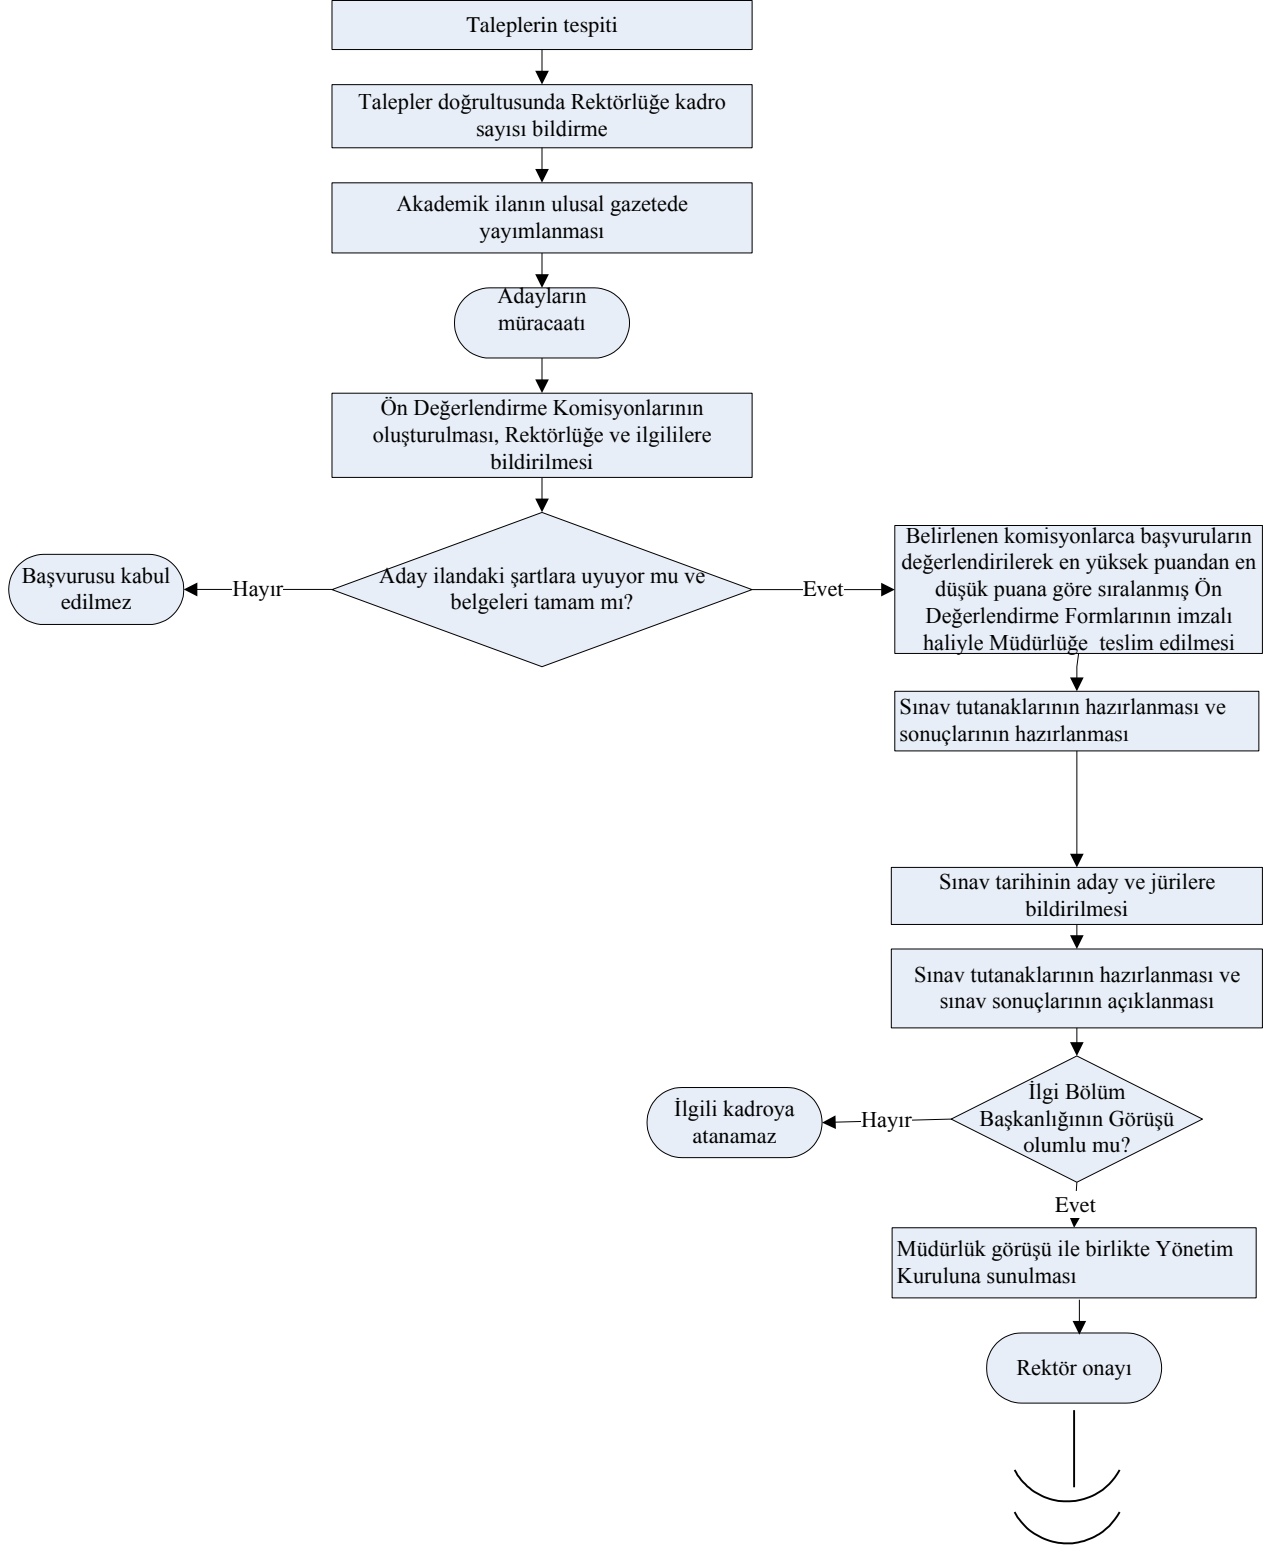 Taleplerin tespiti
Talepler doğrultusunda Rektörlüğe kadro
sayısı bildirme
Akademik ilanın ulusal gazetede
yayımlanması
Adayların
müracaatı
Ön Değerlendirme Komisyonlarının
oluşturulması, Rektörlüğe ve ilgililere
bildirilmesi
Aday ilandaki şartlara uyuyor mu ve
belgeleri tamam mı?
Hayır
Başvurusu kabul
edilmez
Evet
Belirlenen komisyonlarca başvuruların
değerlendirilerek en yüksek puandan en
düşük puana göre sıralanmış Ön
Değerlendirme Formlarının imzalı
haliyle Müdürlüğe  teslim edilmesi
Sınav tutanaklarının hazırlanması ve
sonuçlarının hazırlanması
Sınav tarihinin aday ve jürilere
bildirilmesi
Sınav tutanaklarının hazırlanması ve
sınav sonuçlarının açıklanması
İlgi Bölüm
Başkanlığının Görüşü
olumlu mu?
Hayır
İlgili kadroya
atanamaz
Evet
Müdürlük görüşü ile birlikte Yönetim
Kuruluna sunulması
Rektör onayı